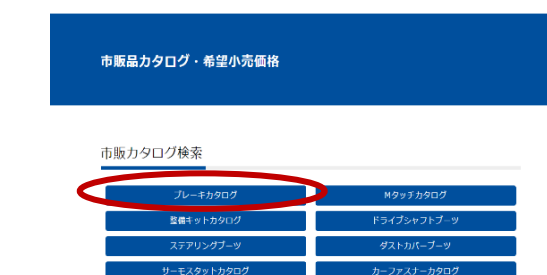 市販品カタログ・希望小売価格
市販カタログ検索
ブレーキカタログ
Mタッチカタログ
整備キットカタログ
ドライブシャフトブーツ
ステアリングブーツ
ダストカバーブーツ
サーモスタットカタログ
カーファスナーカタログ